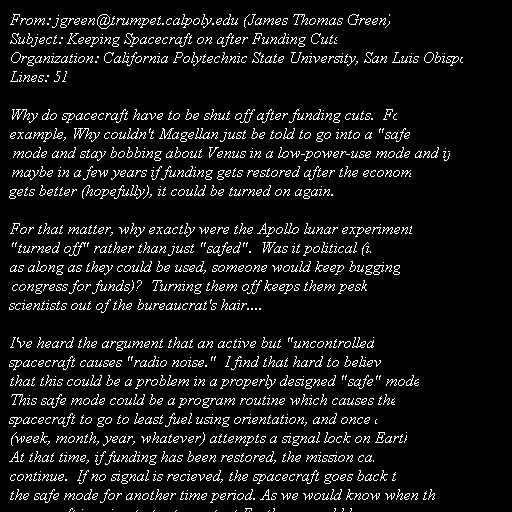 From: jgreen@trumpet.calpoly.edu (James Thomas Green)
Subject: Keeping Spacecraft on after Funding Cuts
Organization: California Polytechnic State University, San Luis Obispo
Lines: 51

Why do spacecraft have to be shut off after funding cuts. For
example, Why couldn't Magellan just be told to go into a "safe
mode and stay bobbing about Venus in a low-power-use mode and if
maybe in a few years if funding gets restored after the econom
gets better (hopefully), it could be turned on again.

For that matter, why exactly were the Apollo lunar experiment
"turned off" rather than just "safed". Was it political (i.
as along as they could be used, someone would keep bugging
congress for funds)? Turning them off keeps them pesk
scientists out of the bureaucrat's hair....

I've heard the argument that an active but "uncontrolled
spacecraft causes "radio noise." I find that hard to believ
that this could be a problem in a properly designed "safe" mode
This safe mode could be a program routine which causes the
spacecraft to go to least fuel using orientation, and once
(week, month, year, whatever) attempts a signal lock on Earth
At that time, if funding has been restored, the mission ca
continue. If no signal is recieved, the spacecraft goes back t
the safe mode for another time period. As we would know when th